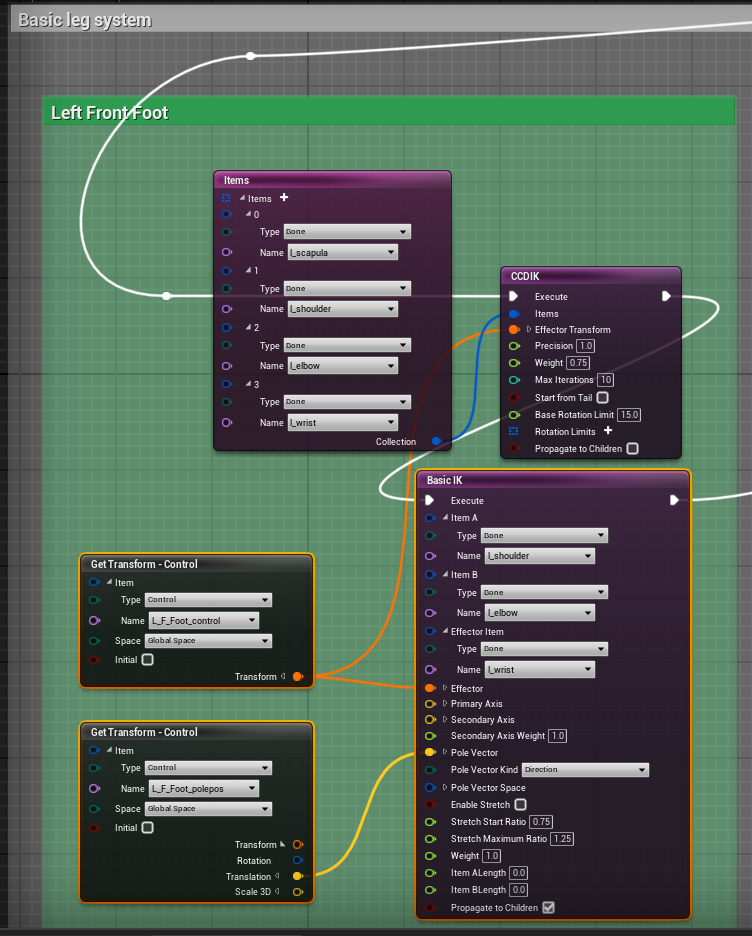 Basic leg system
Left Front Foot
Items
Items
0
Type Bone
Name l_scapula
1
Type Bone
Name l_shoulder
2
Type Bone
Name l_elbow
3
Type Bone
Name l_wrist
Collection
CCDIK
Execute
Items
Effector Transform
Precision 1.0
Weight 0.75
Max Iterations 10
Start from Tail
Base Rotation Limit 15.0
Rotation Limits
Propagate to Children
Basic IK
Execute
Item A
Type Bone
Name l_shoulder
Item B
Type Bone
Name l_elbow
Effector Item
Type Bone
Name l_wrist
Effector
Primary Axis
Secondary Axis
Secondary Axis Weight 1.0
Pole Vector
Pole Vector Kind Direction
Pole Vector Space
Enable Stretch
Stretch Start Ratio 0.75
Stretch Maximum Ratio 1.25
Weight 1.0
Item ALength 0.0
Item BLength 0.0
Propagate to Children
Get Transform - Control
Item
Type Control
Name L_F_Foot_control
Space Global Space
Initial
Transform
Get Transform - Control
Item
Type Control
Name L_F_Foot_polepos
Space Global Space
Initial
Transform
Rotation
Translation
Scale 3D